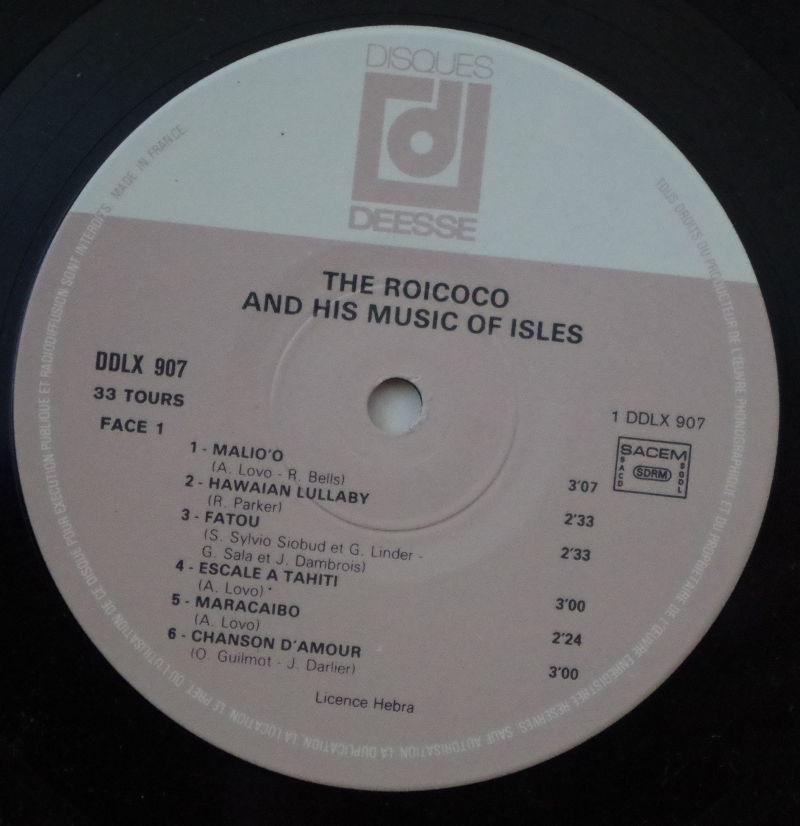 DISQUES
d
DEESSE
THE ROICOCO
AND HIS MUSIC OF ISLES
DDLX 907
33 TOURS
FACE 1
1 DDLX 907
SACEM
SACD
SDRM
SGDL
1 - MALIO'O
(A. Lovo - R. Bells) 3'07
2 - HAWAIAN LULLABY
(R. Parker) 2'33
3 - FATOU
(S. Sylvio Siobud et G. Linder - 2'33
G. Sala et J. Dambrois)
4 - ESCALE A TAHITI
(A. Lovo) 3'00
5 - MARACAIBO
(A. Lovo) 2'24
6 - CHANSON D'AMOUR
(O. Guilmot - J. Darlier) 3'00
Licence Hebra
TOUS DROITS DU PRODUCTEUR DE L'ŒUVRE PHONOGRAPHIQUE ET DU PROPRIETAIRE DE L'ŒUVRE ENREGISTREE RESERVES. SAUF AUTORISATION, LA DUPLICATION, LA LOCATION, LE PRET OU L'UTILISATION DE CE DISQUE POUR EXECUTION PUBLIQUE ET RADIODIFFUSION SONT INTERDITS. MADE IN FRANCE